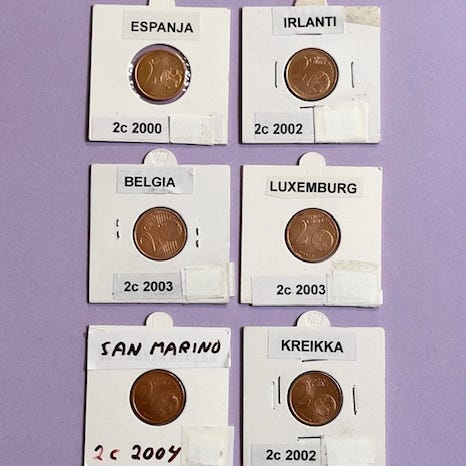 ESPANJA
2c 2000
IRLANTI
2c 2002
BELGIA
2c 2003
LUXEMBURG
2c 2003
SAN MARINO
2c 2004
KREIKKA
2c 2002